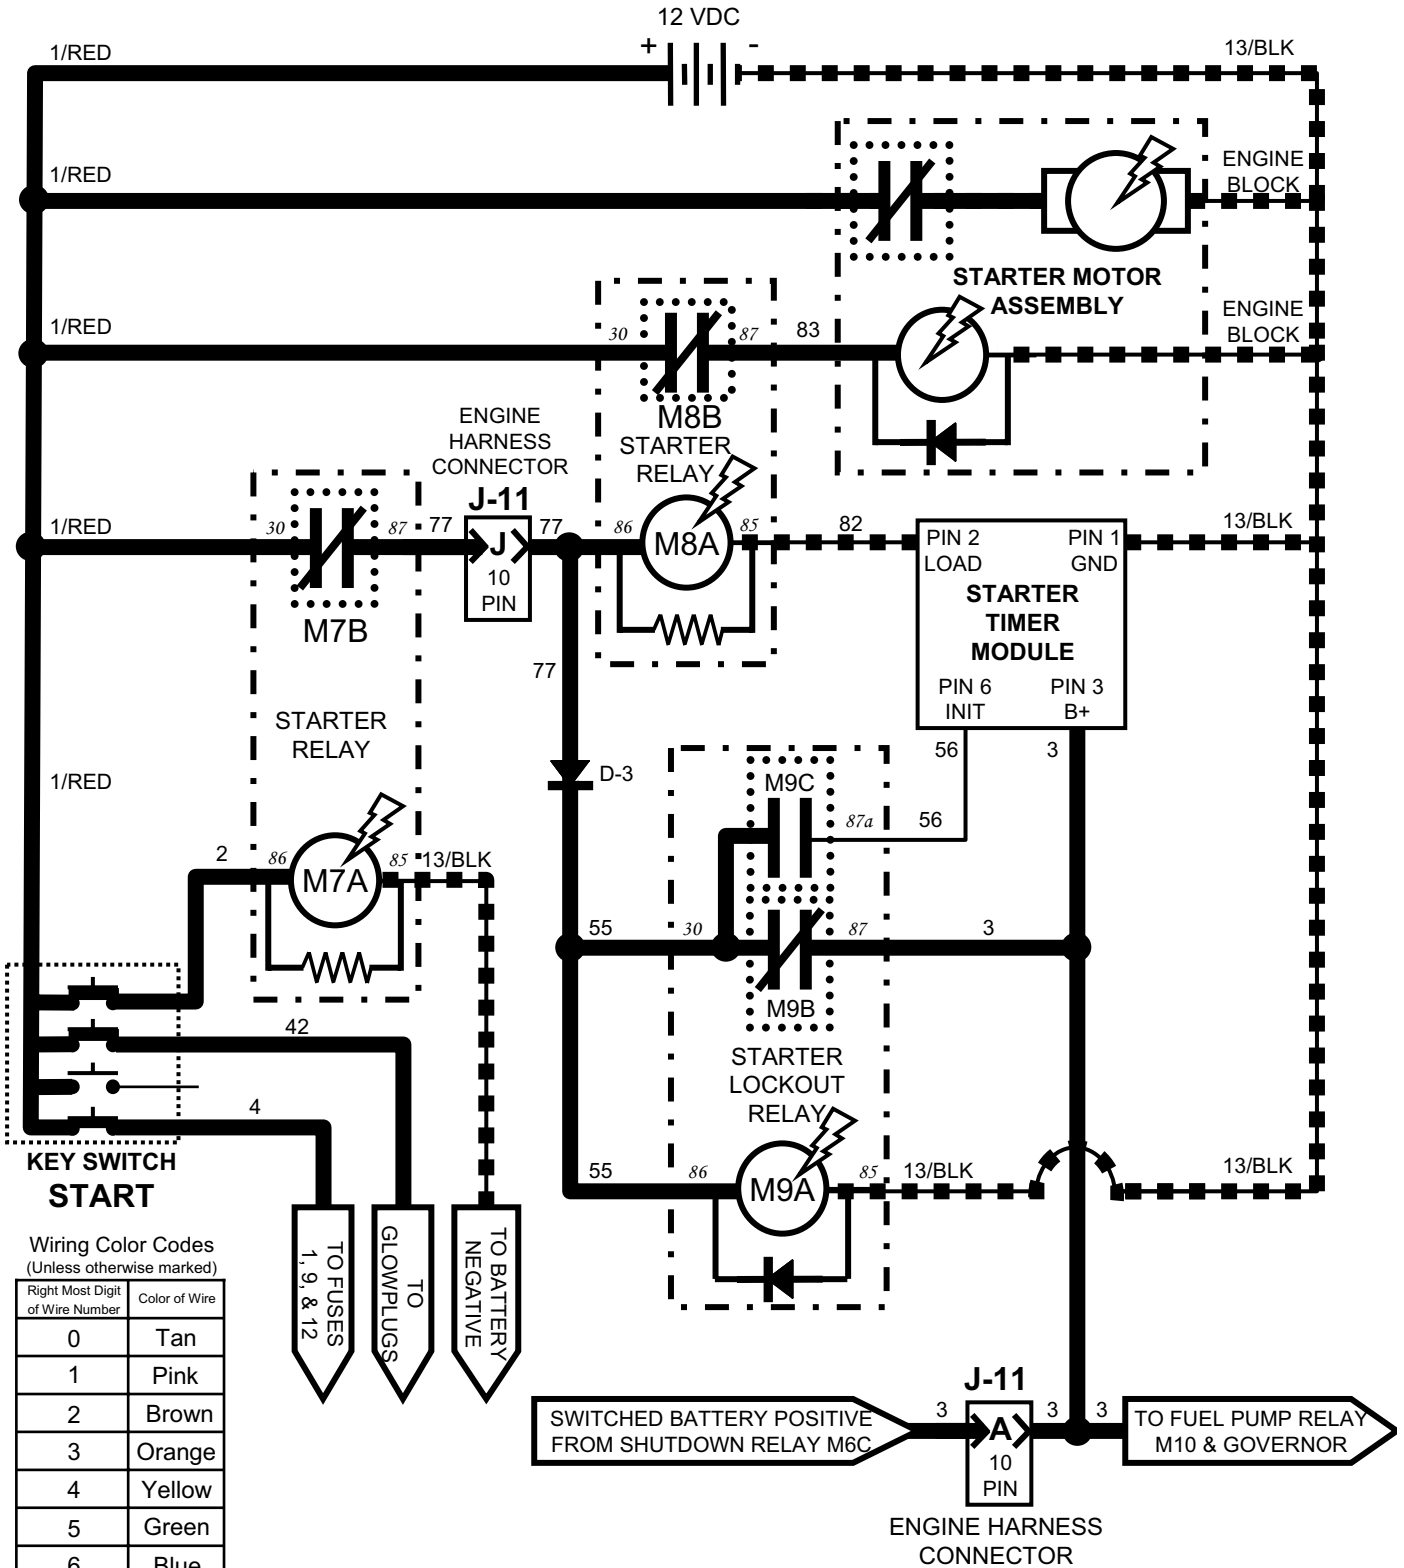 12 VDC
+ -
1/RED
13/BLK
1/RED
ENGINE
BLOCK
STARTER MOTOR
ASSEMBLY
1/RED
30
87
83
ENGINE
BLOCK
M8B
STARTER
RELAY
ENGINE
HARNESS
CONNECTOR
J-11
1/RED
30
87
77
J
10
PIN
77
86
M8A
85
82
PIN 2
LOAD
PIN 1
GND
13/BLK
STARTER
TIMER
MODULE
PIN 6
INIT
PIN 3
B+
M7B
77
STARTER
RELAY
56
3
1/RED
D-3
M9C
87a
56
2
86
M7A
85
13/BLK
55
30
87
3
M9B
42
STARTER
LOCKOUT
RELAY
4
KEY SWITCH
START
55
86
M9A
85
13/BLK
13/BLK
TO FUSES
1, 9, & 12
TO
GLOWPLUGS
TO BATTERY
NEGATIVE
Wiring Color Codes
(Unless otherwise marked)
Right Most Digit
of Wire Number
Color of Wire
0 Tan
1 Pink
2 Brown
3 Orange
4 Yellow
5 Green
6 Blue
J-11
SWITCHED BATTERY POSITIVE
FROM SHUTDOWN RELAY M6C
3
A
10
PIN
3
3
TO FUEL PUMP RELAY
M10 & GOVERNOR
ENGINE HARNESS
CONNECTOR